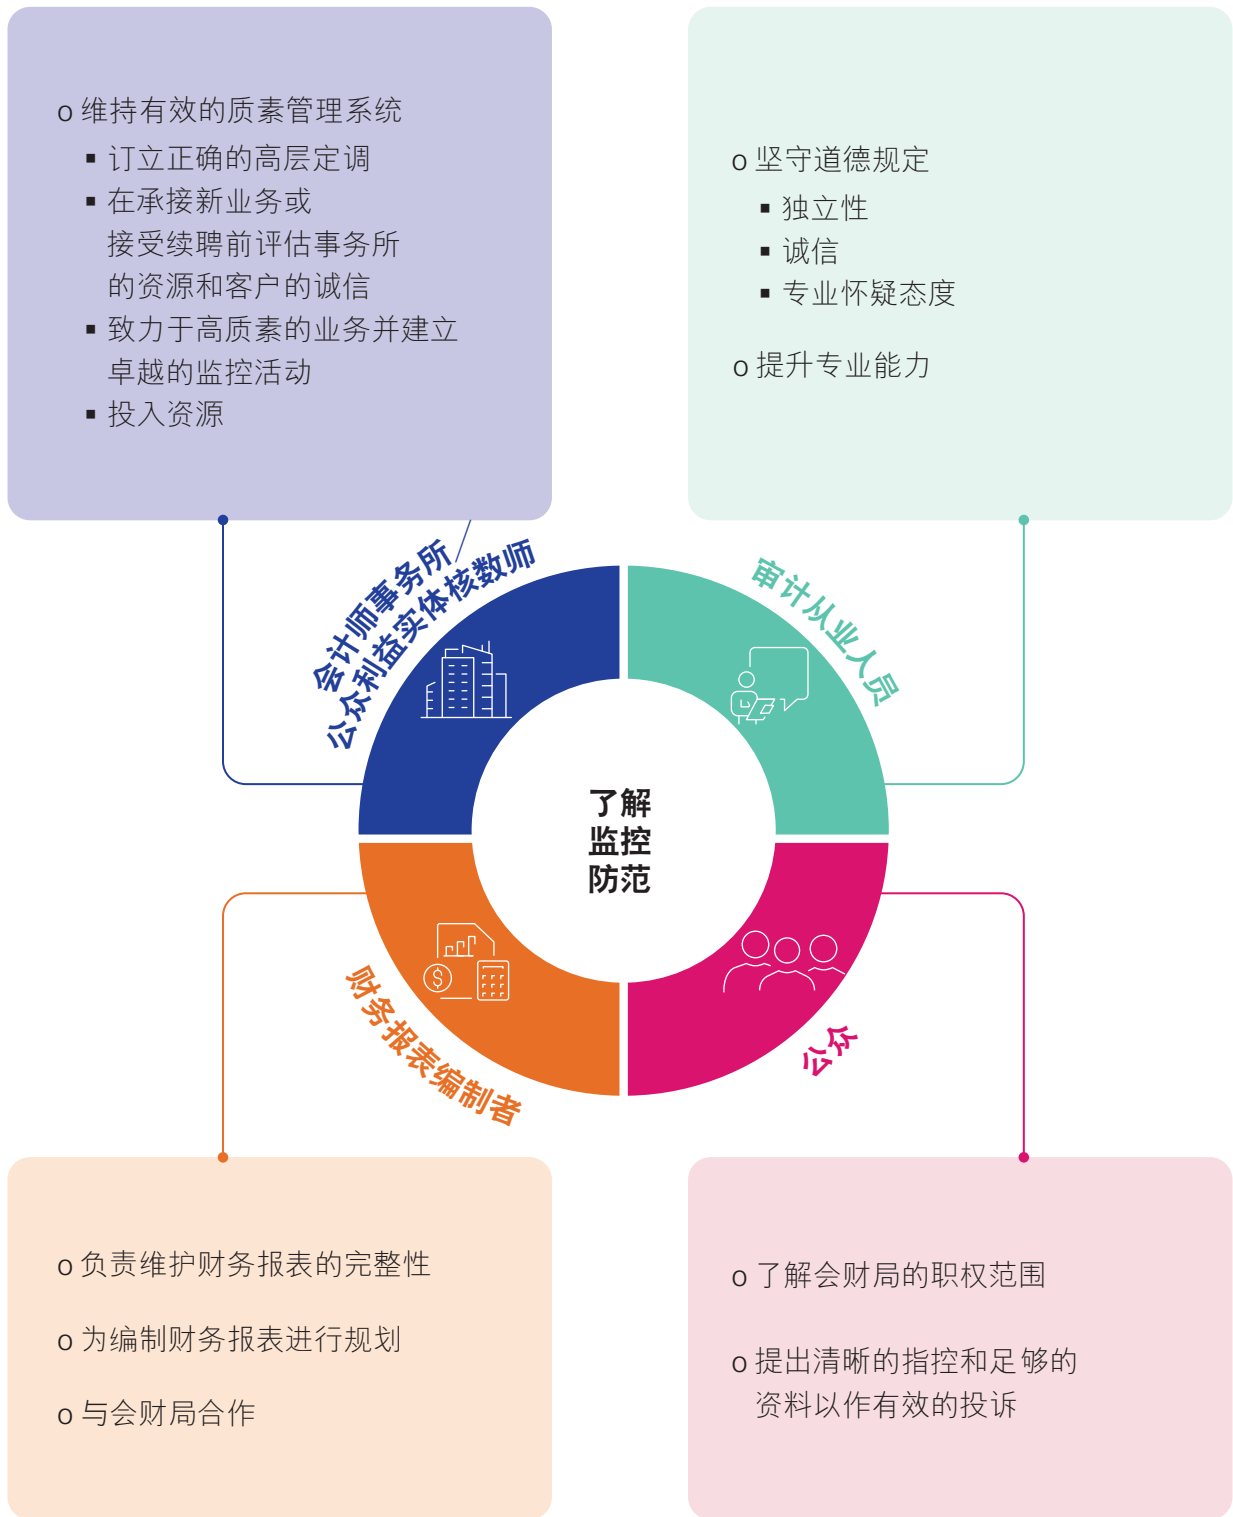 o 维持有效的质素管理系统
▪ 订立正确的高层定调
▪ 在承接新业务或
接受续聘前评估事务所
的资源和客户的诚信
▪ 致力于高质素的业务并建立
卓越的监控活动
▪ 投入资源
o 坚守道德规定
▪ 独立性
▪ 诚信
▪ 专业怀疑态度
o 提升专业能力
会计师事务所
公众利益实体核数师
审计从业人员
了解
监控
防范
财务报表编制者
公众
o 负责维护财务报表的完整性
o 为编制财务报表进行规划
o 与会财局合作
o 了解会财局的职权范围
o 提出清晰的指控和足够的
资料以作有效的投诉